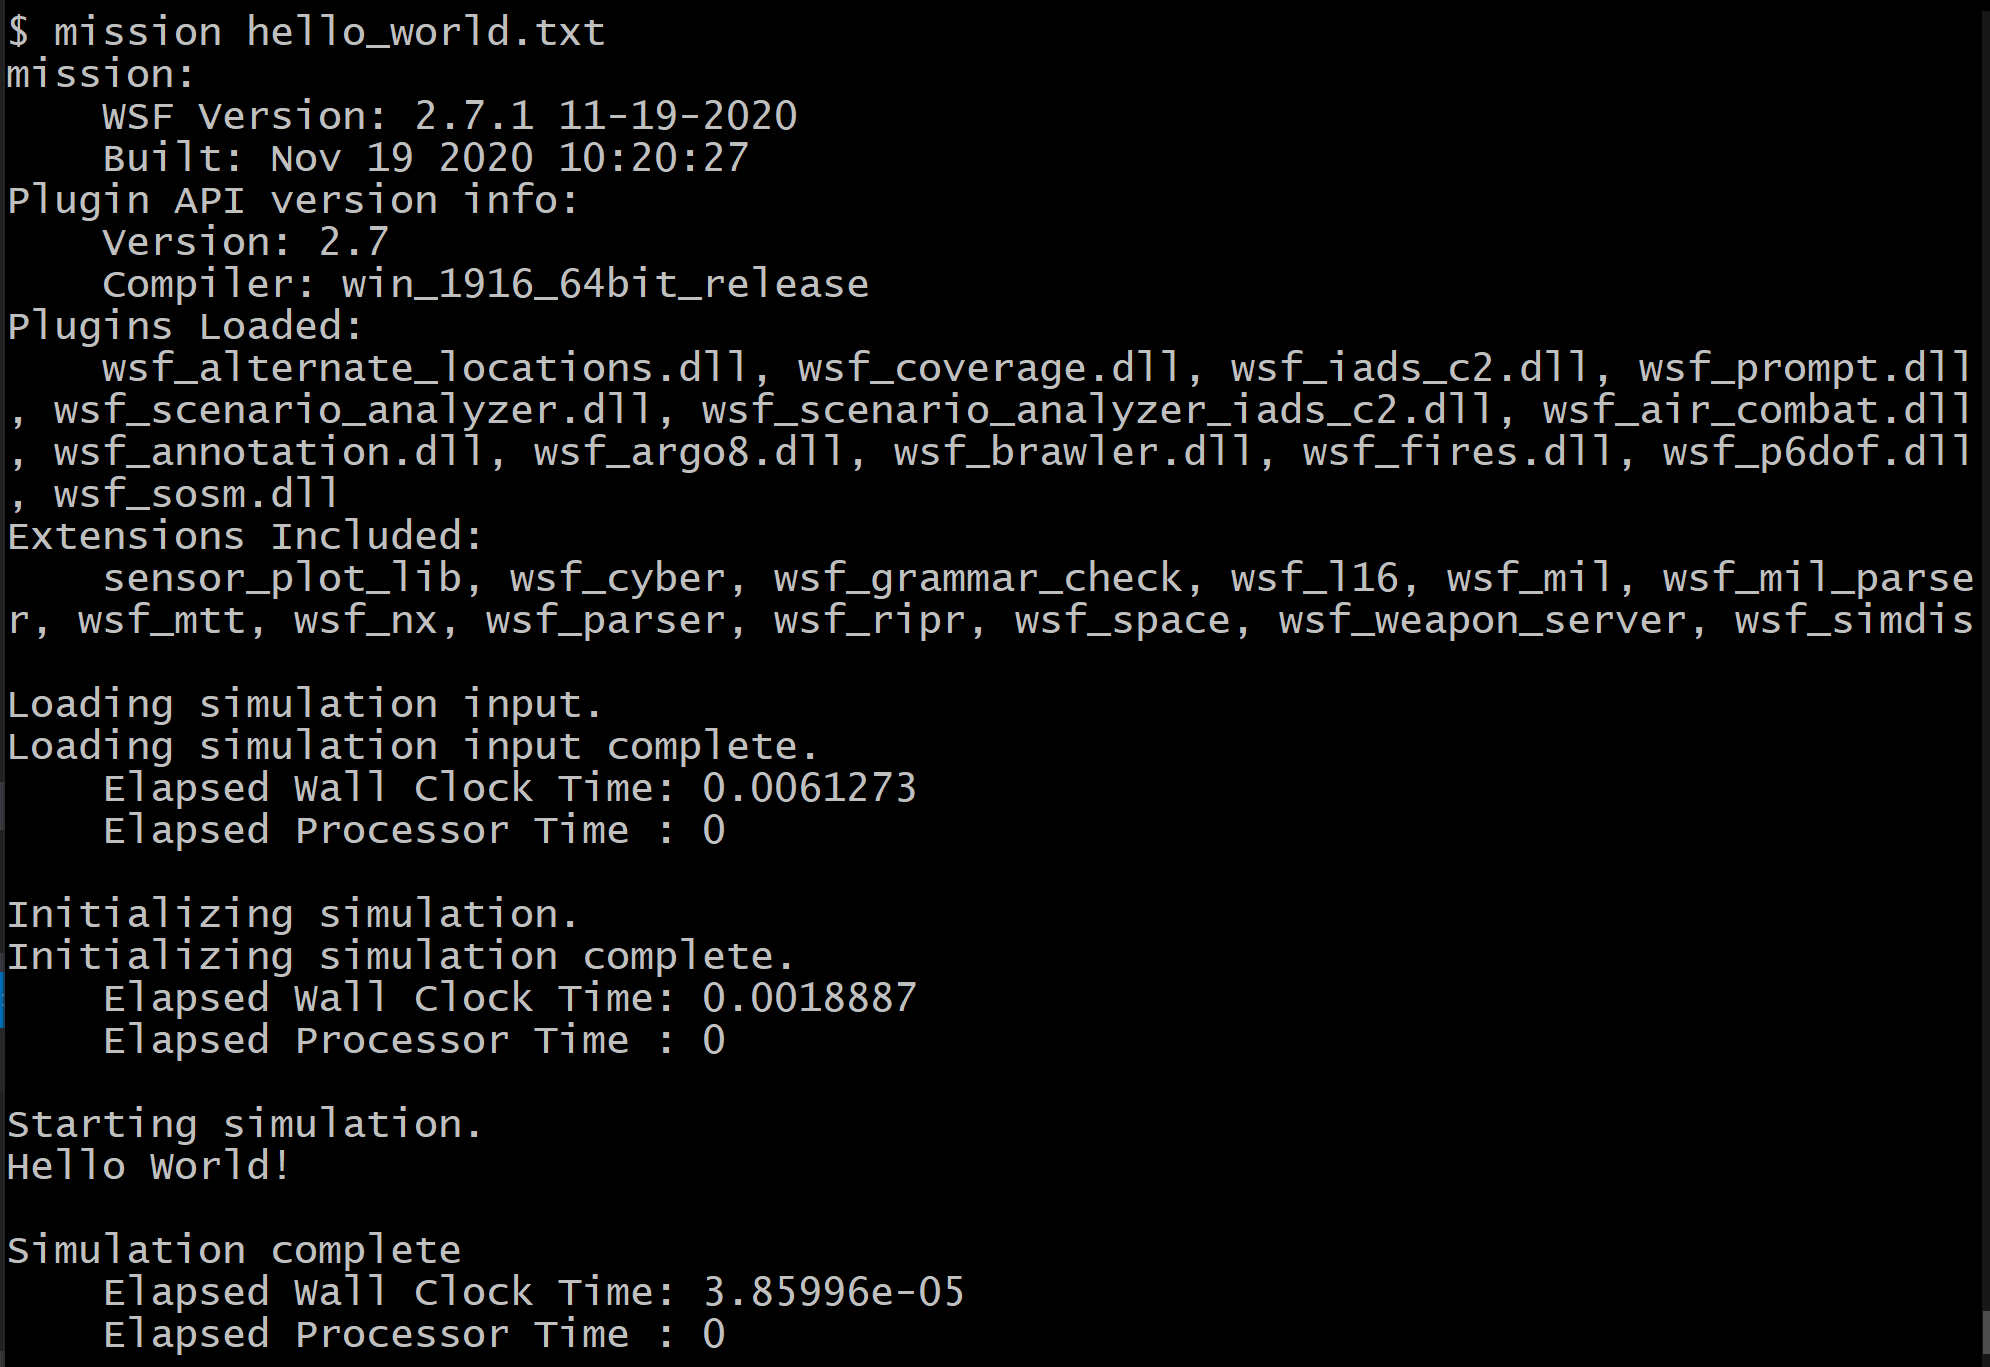 $ mission hello_world.txt
mission:
    WSF Version: 2.7.1 11-19-2020
    Built: Nov 19 2020 10:20:27
Plugin API version info:
    Version: 2.7
    Compiler: win_1916_64bit_release
Plugins Loaded:
    wsf_alternate_locations.dll, wsf_coverage.dll, wsf_iads_c2.dll, wsf_prompt.dll
, wsf_scenario_analyzer.dll, wsf_scenario_analyzer_iads_c2.dll, wsf_air_combat.dll
, wsf_annotation.dll, wsf_argo8.dll, wsf_brawler.dll, wsf_fires.dll, wsf_p6dof.dll
, wsf_sosm.dll
Extensions Included:
    sensor_plot_lib, wsf_cyber, wsf_grammar_check, wsf_l16, wsf_mil, wsf_mil_parse
r, wsf_mtt, wsf_nx, wsf_parser, wsf_ripr, wsf_space, wsf_weapon_server, wsf_simdis

Loading simulation input.
Loading simulation input complete.
    Elapsed Wall Clock Time: 0.0061273
    Elapsed Processor Time : 0

Initializing simulation.
Initializing simulation complete.
    Elapsed Wall Clock Time: 0.0018887
    Elapsed Processor Time : 0

Starting simulation.
Hello World!

Simulation complete
    Elapsed Wall Clock Time: 3.85996e-05
    Elapsed Processor Time : 0